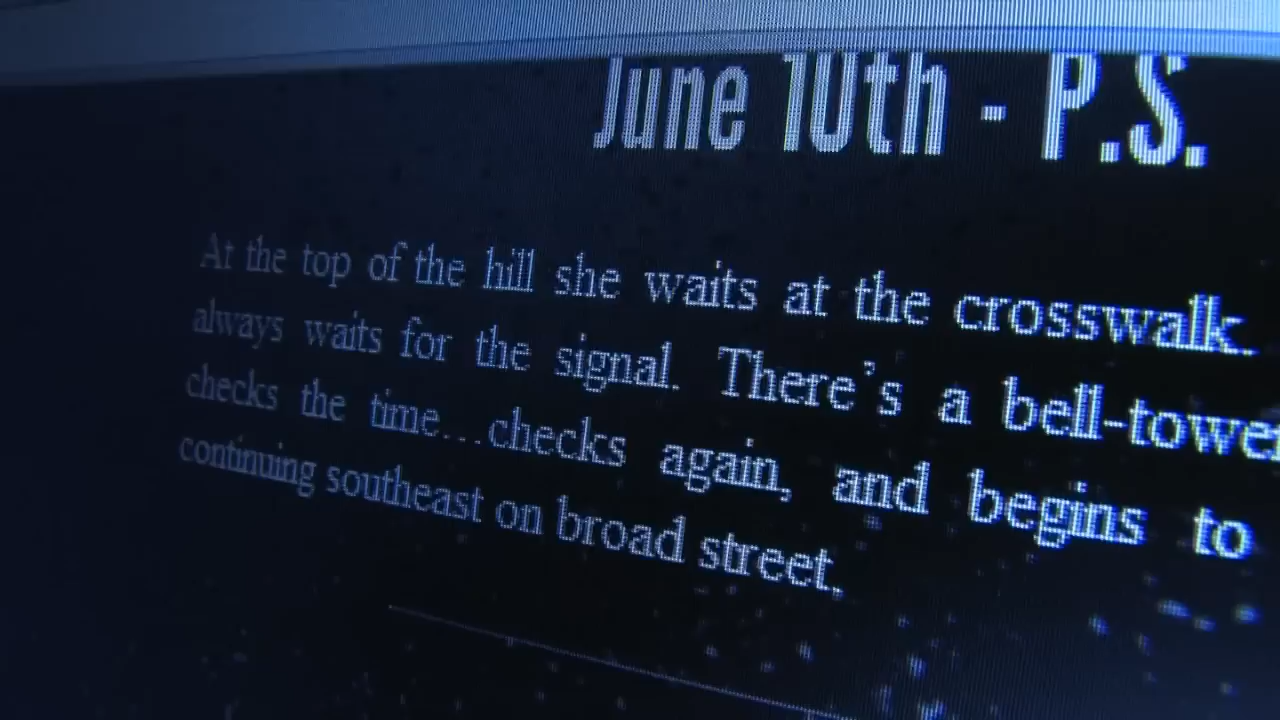 June 10th - P.S.
At the top of the hill she waits at the crosswalk.
always waits for the signal. There's a bell-tower
checks the time...checks again, and begins to
continuing southeast on broad street.